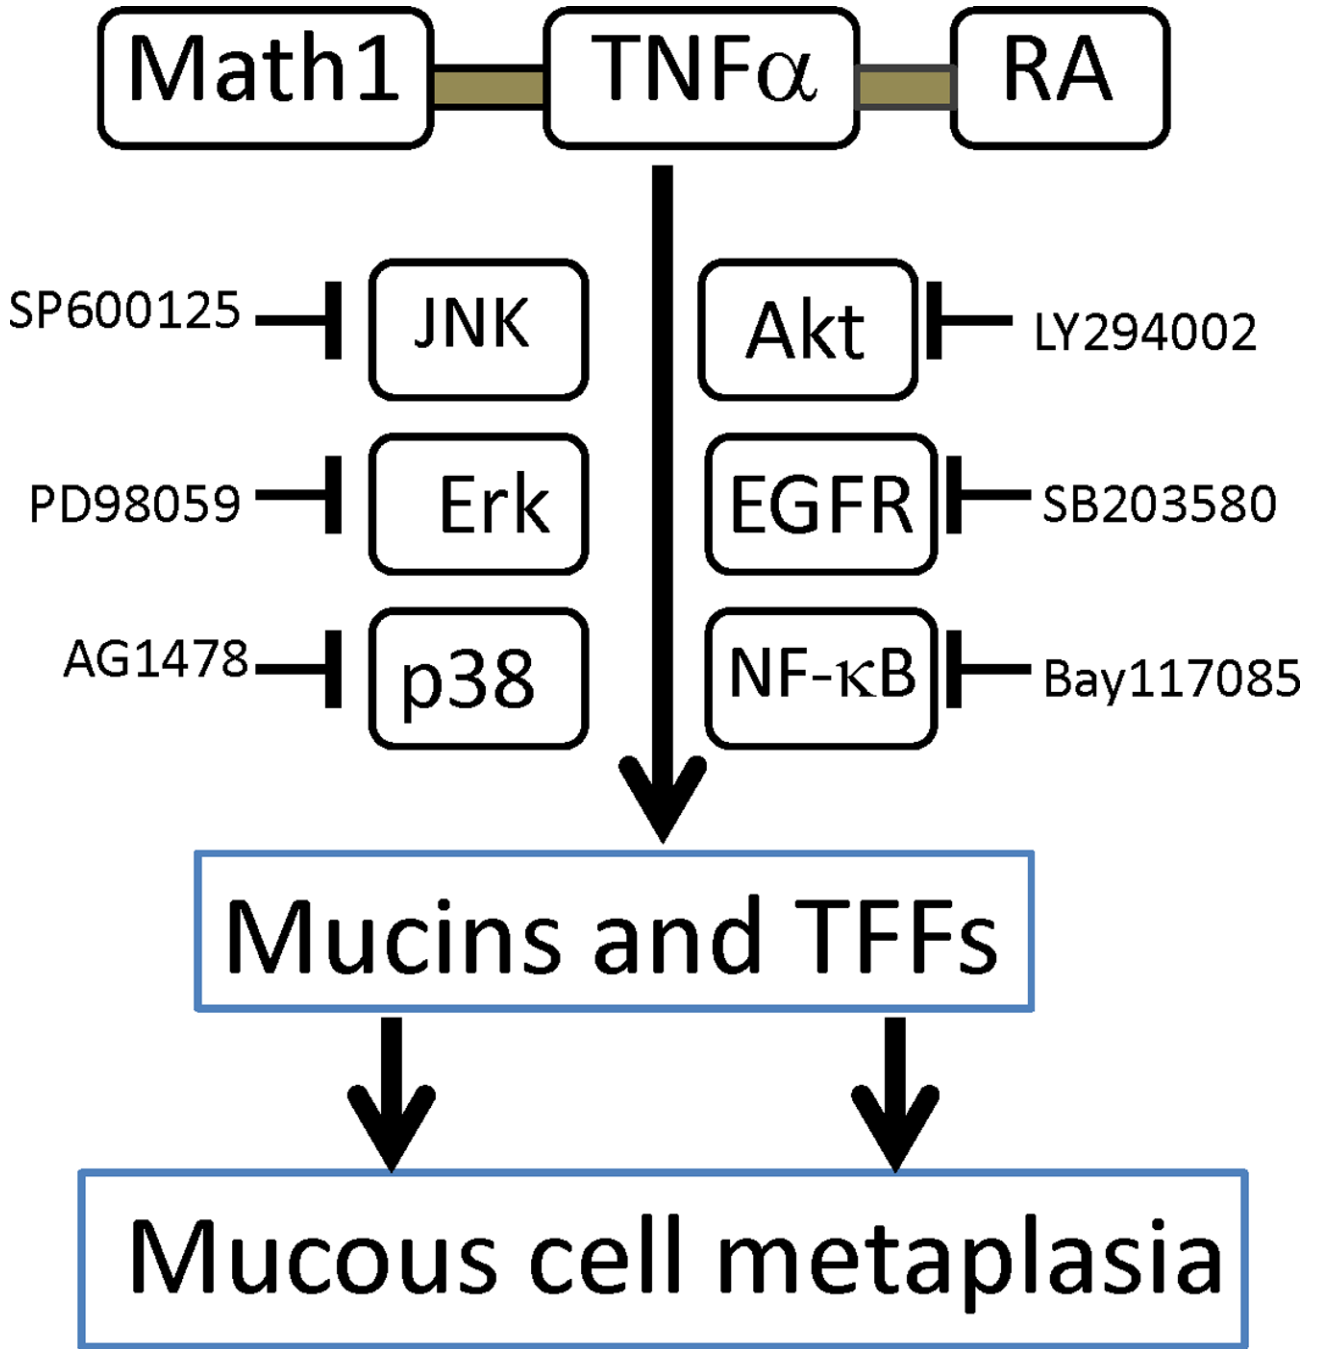 Math1 TNFα RA
SP600125 JNK Akt LY294002
PD98059 Erk EGFR SB203580
AG1478 p38 NF-κB Bay117085
Mucins and TFFs
Mucous cell metaplasia